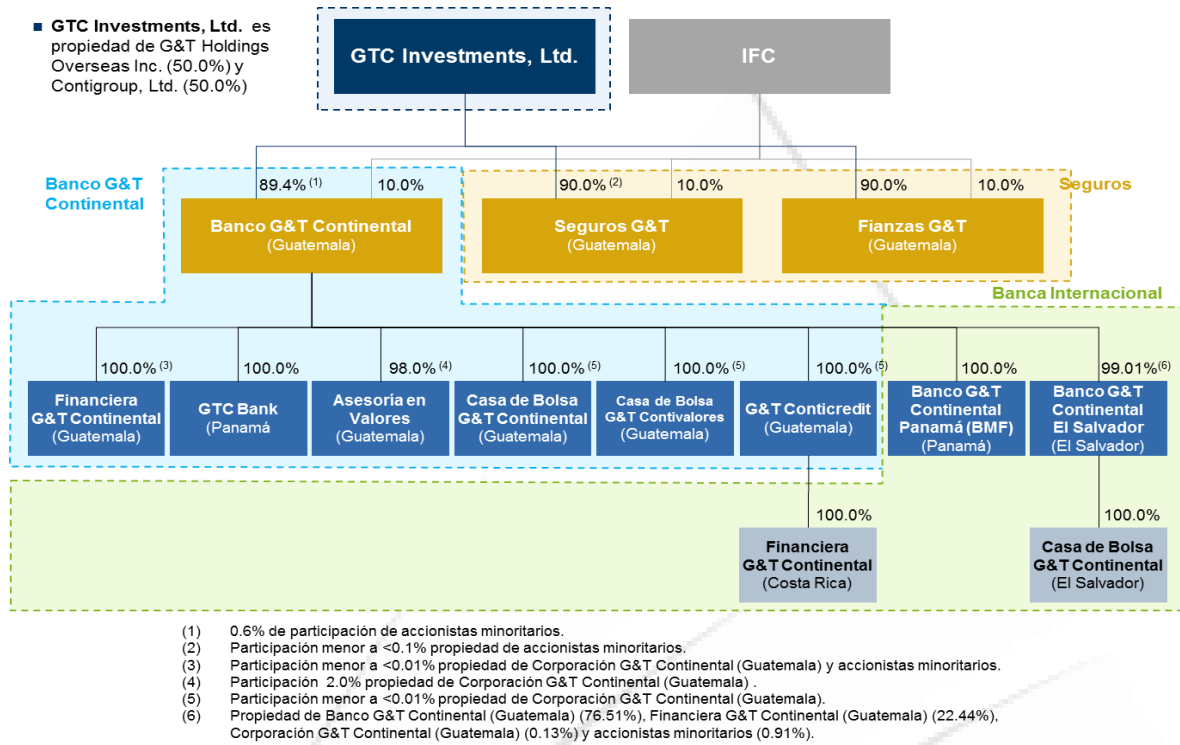 ■ GTC Investments, Ltd. es
propiedad de G&T Holdings
Overseas Inc. (50.0%) y
Contigroup, Ltd. (50.0%)
GTC Investments, Ltd.
IFC
Banco G&T
Continental
Seguros
89.4% (1)
10.0%
90.0% (2)
10.0%
90.0%
10.0%
Banco G&T Continental
(Guatemala)
Seguros G&T
(Guatemala)
Fianzas G&T
(Guatemala)
Banca Internacional
100.0% (3)
100.0%
98.0% (4)
100.0% (5)
100.0% (5)
100.0% (5)
100.0%
99.01% (6)
Financiera
G&T Continental
(Guatemala)
GTC Bank
(Panamá
Asesoría en
Valores
(Guatemala)
Casa de Bolsa
G&T Continental
(Guatemala)
Casa de Bolsa
G&T Contivalores
(Guatemala)
G&T Conticredit
(Guatemala)
Banco G&T
Continental
Panamá (BMF)
(Panamá)
Banco G&T
Continental
El Salvador
(El Salvador)
100.0%
100.0%
Financiera
G&T Continental
(Costa Rica)
Casa de Bolsa
G&T Continental
(El Salvador)
(1) 0.6% de participación de accionistas minoritarios.
(2) Participación menor a <0.1% propiedad de accionistas minoritarios.
(3) Participación menor a <0.01% propiedad de Corporación G&T Continental (Guatemala) y accionistas minoritarios.
(4) Participación 2.0% propiedad de Corporación G&T Continental (Guatemala) .
(5) Participación menor a <0.01% propiedad de Corporación G&T Continental (Guatemala).
(6) Propiedad de Banco G&T Continental (Guatemala) (76.51%), Financiera G&T Continental (Guatemala) (22.44%),
Corporación G&T Continental (Guatemala) (0.13%) y accionistas minoritarios (0.91%).